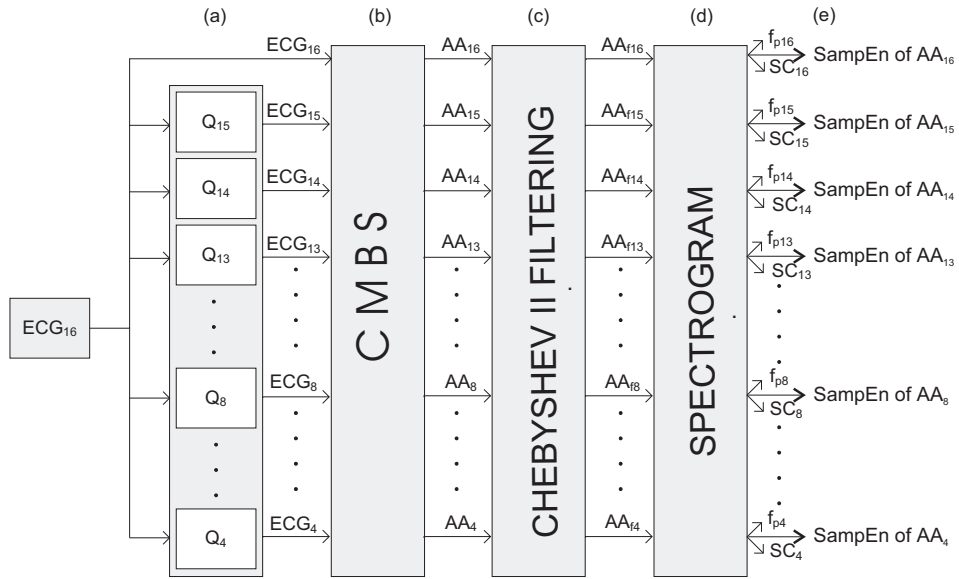 (a) (b) (c) (d) (e)
ECG16 AA16 AAf16 fp16
SC16 SampEn of AA16
Q15 ECG15 AA15 AAf15 fp15
SC15 SampEn of AA15
Q14 ECG14 AA14 AAf14 fp14
SC14 SampEn of AA14
Q13 ECG13 AA13 AAf13 fp13
SC13 SampEn of AA13
ECG16
CMBS
CHEBYSHEV II FILTERING
SPECTROGRAM
Q8 ECG8 AA8 AAf8 fp8
SC8 SampEn of AA8
Q4 ECG4 AA4 AAf4 fp4
SC4 SampEn of AA4